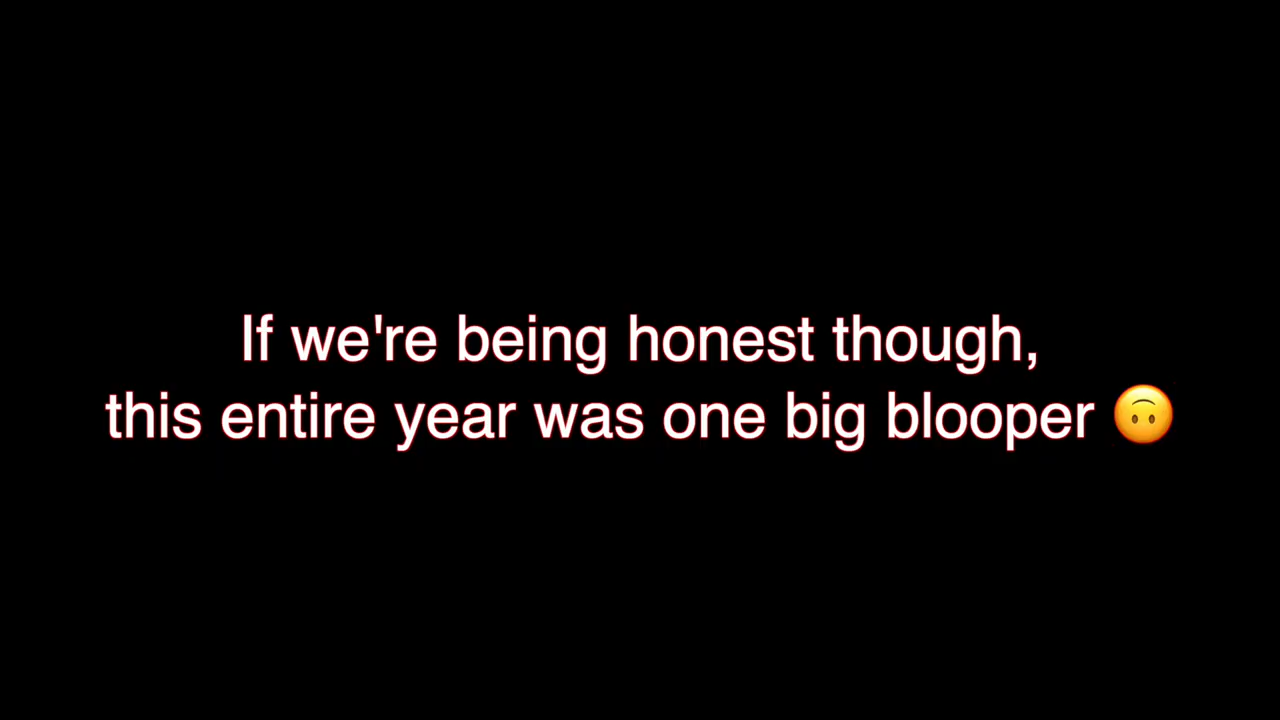 If we're being honest though,
this entire year was one big blooper 🙃